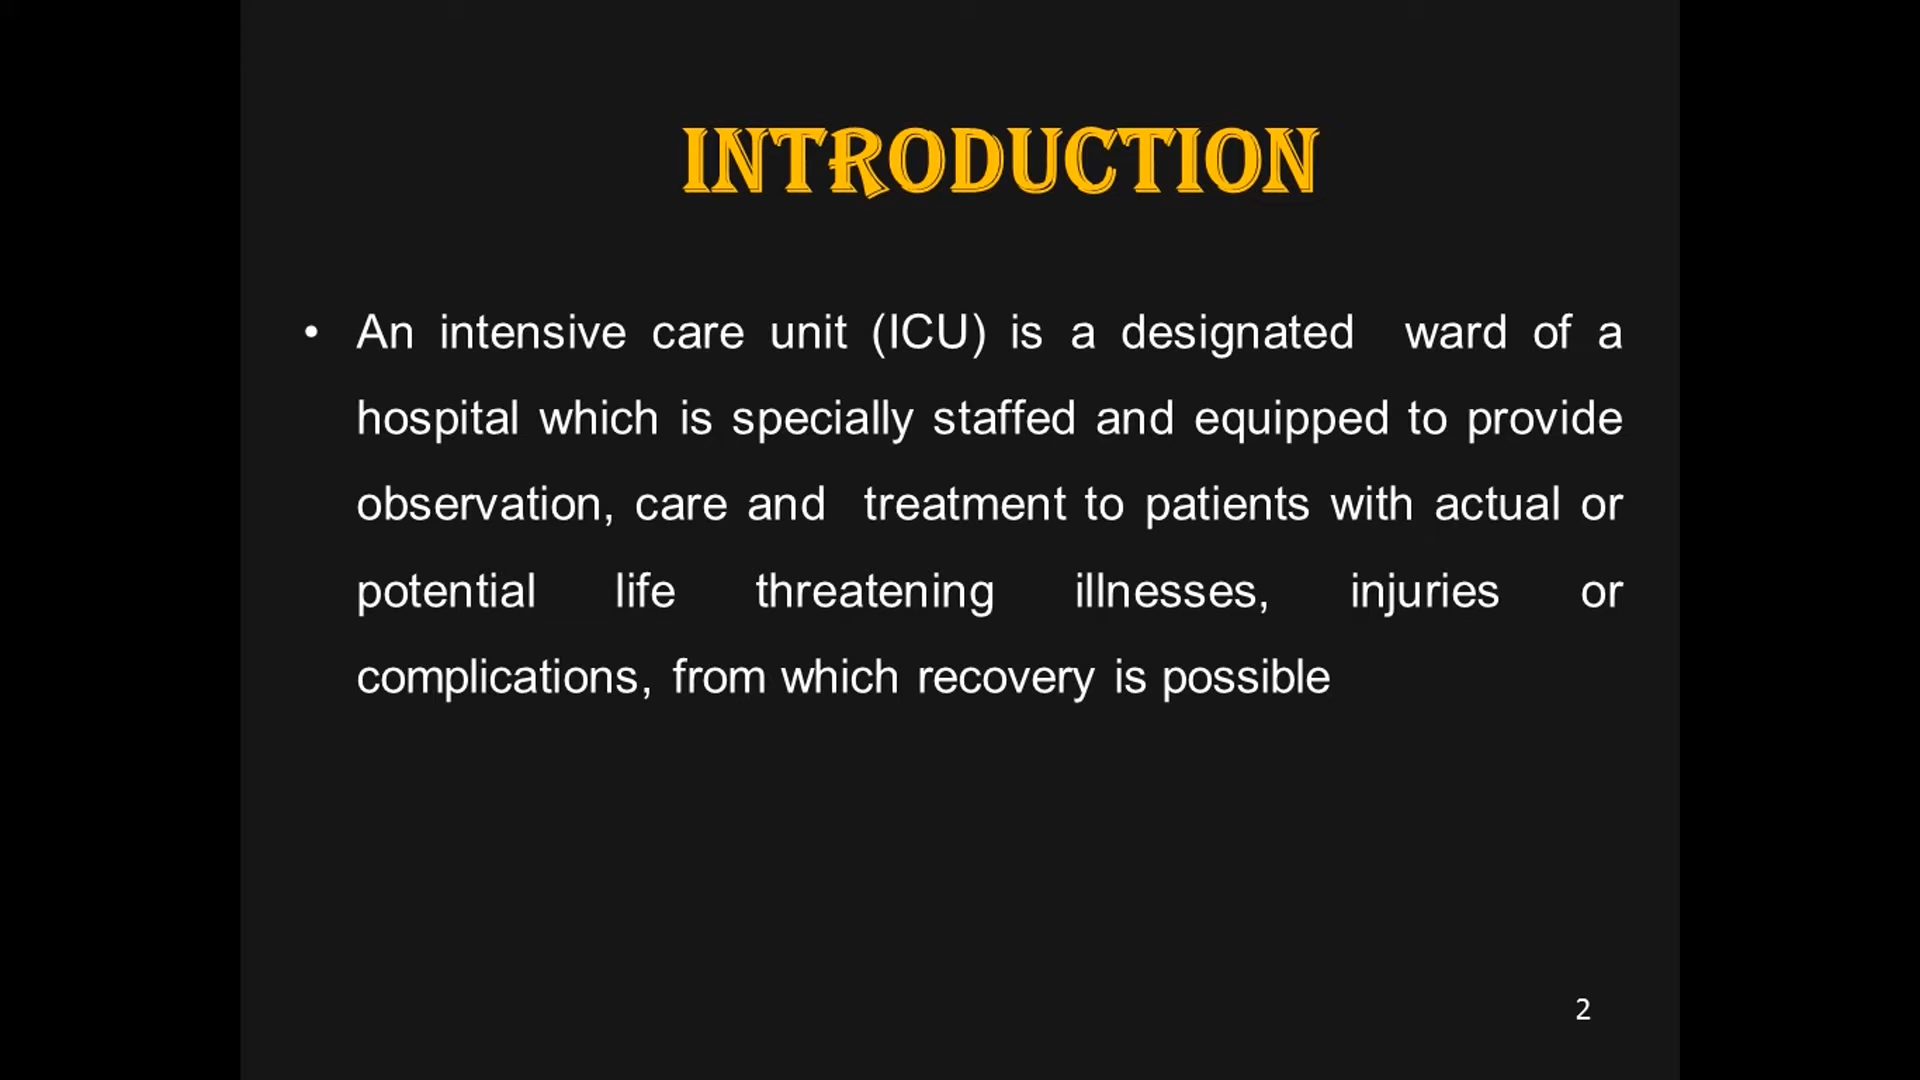 INTRODUCTION
• An intensive care unit (ICU) is a designated ward of a
hospital which is specially staffed and equipped to provide
observation, care and treatment to patients with actual or
potential life threatening illnesses, injuries or
complications, from which recovery is possible
2